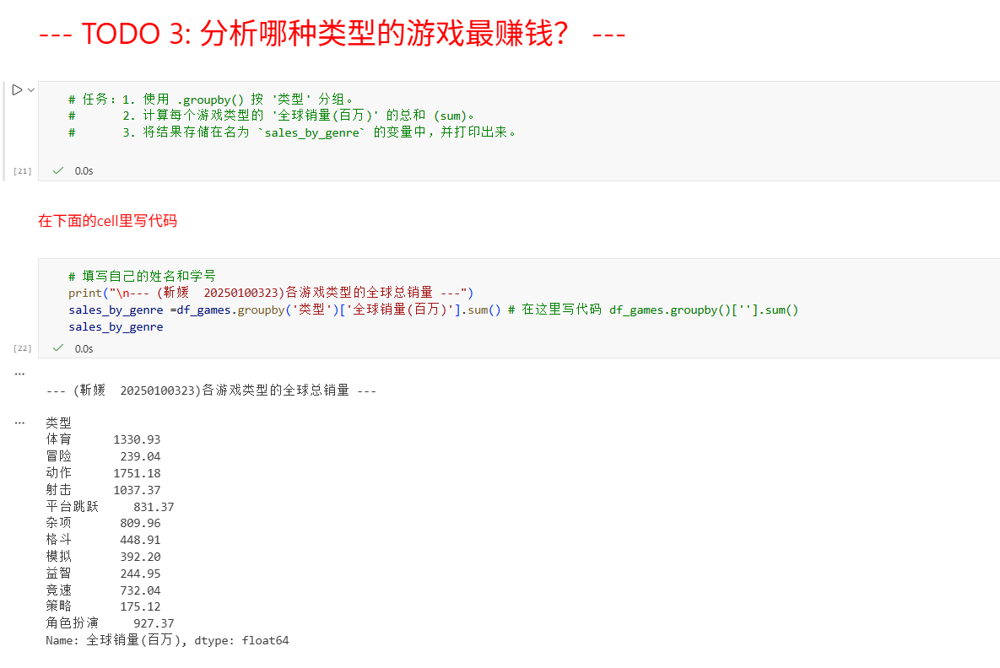 --- TODO 3: 分析哪种类型的游戏最赚钱？ ---
# 任务：1. 使用 .groupby() 按 '类型' 分组。
#       2. 计算每个游戏类型的 '全球销量(百万)' 的总和 (sum)。
#       3. 将结果存储在名为 `sales_by_genre` 的变量中，并打印出来。
[21] ✓ 0.0s
在下面的cell里写代码
# 填写自己的姓名和学号
print("\n--- (靳媛  20250100323)各游戏类型的全球总销量 ---")
sales_by_genre =df_games.groupby('类型')['全球销量(百万)'].sum() # 在这里写代码 df_games.groupby()[''].sum()
sales_by_genre
[22] ✓ 0.0s
...
--- (靳媛  20250100323)各游戏类型的全球总销量 ---
...
类型
体育      1330.93
冒险       239.04
动作      1751.18
射击      1037.37
平台跳跃     831.37
杂项       809.96
格斗       448.91
模拟       392.20
益智       244.95
竞速       732.04
策略       175.12
角色扮演     927.37
Name: 全球销量(百万), dtype: float64